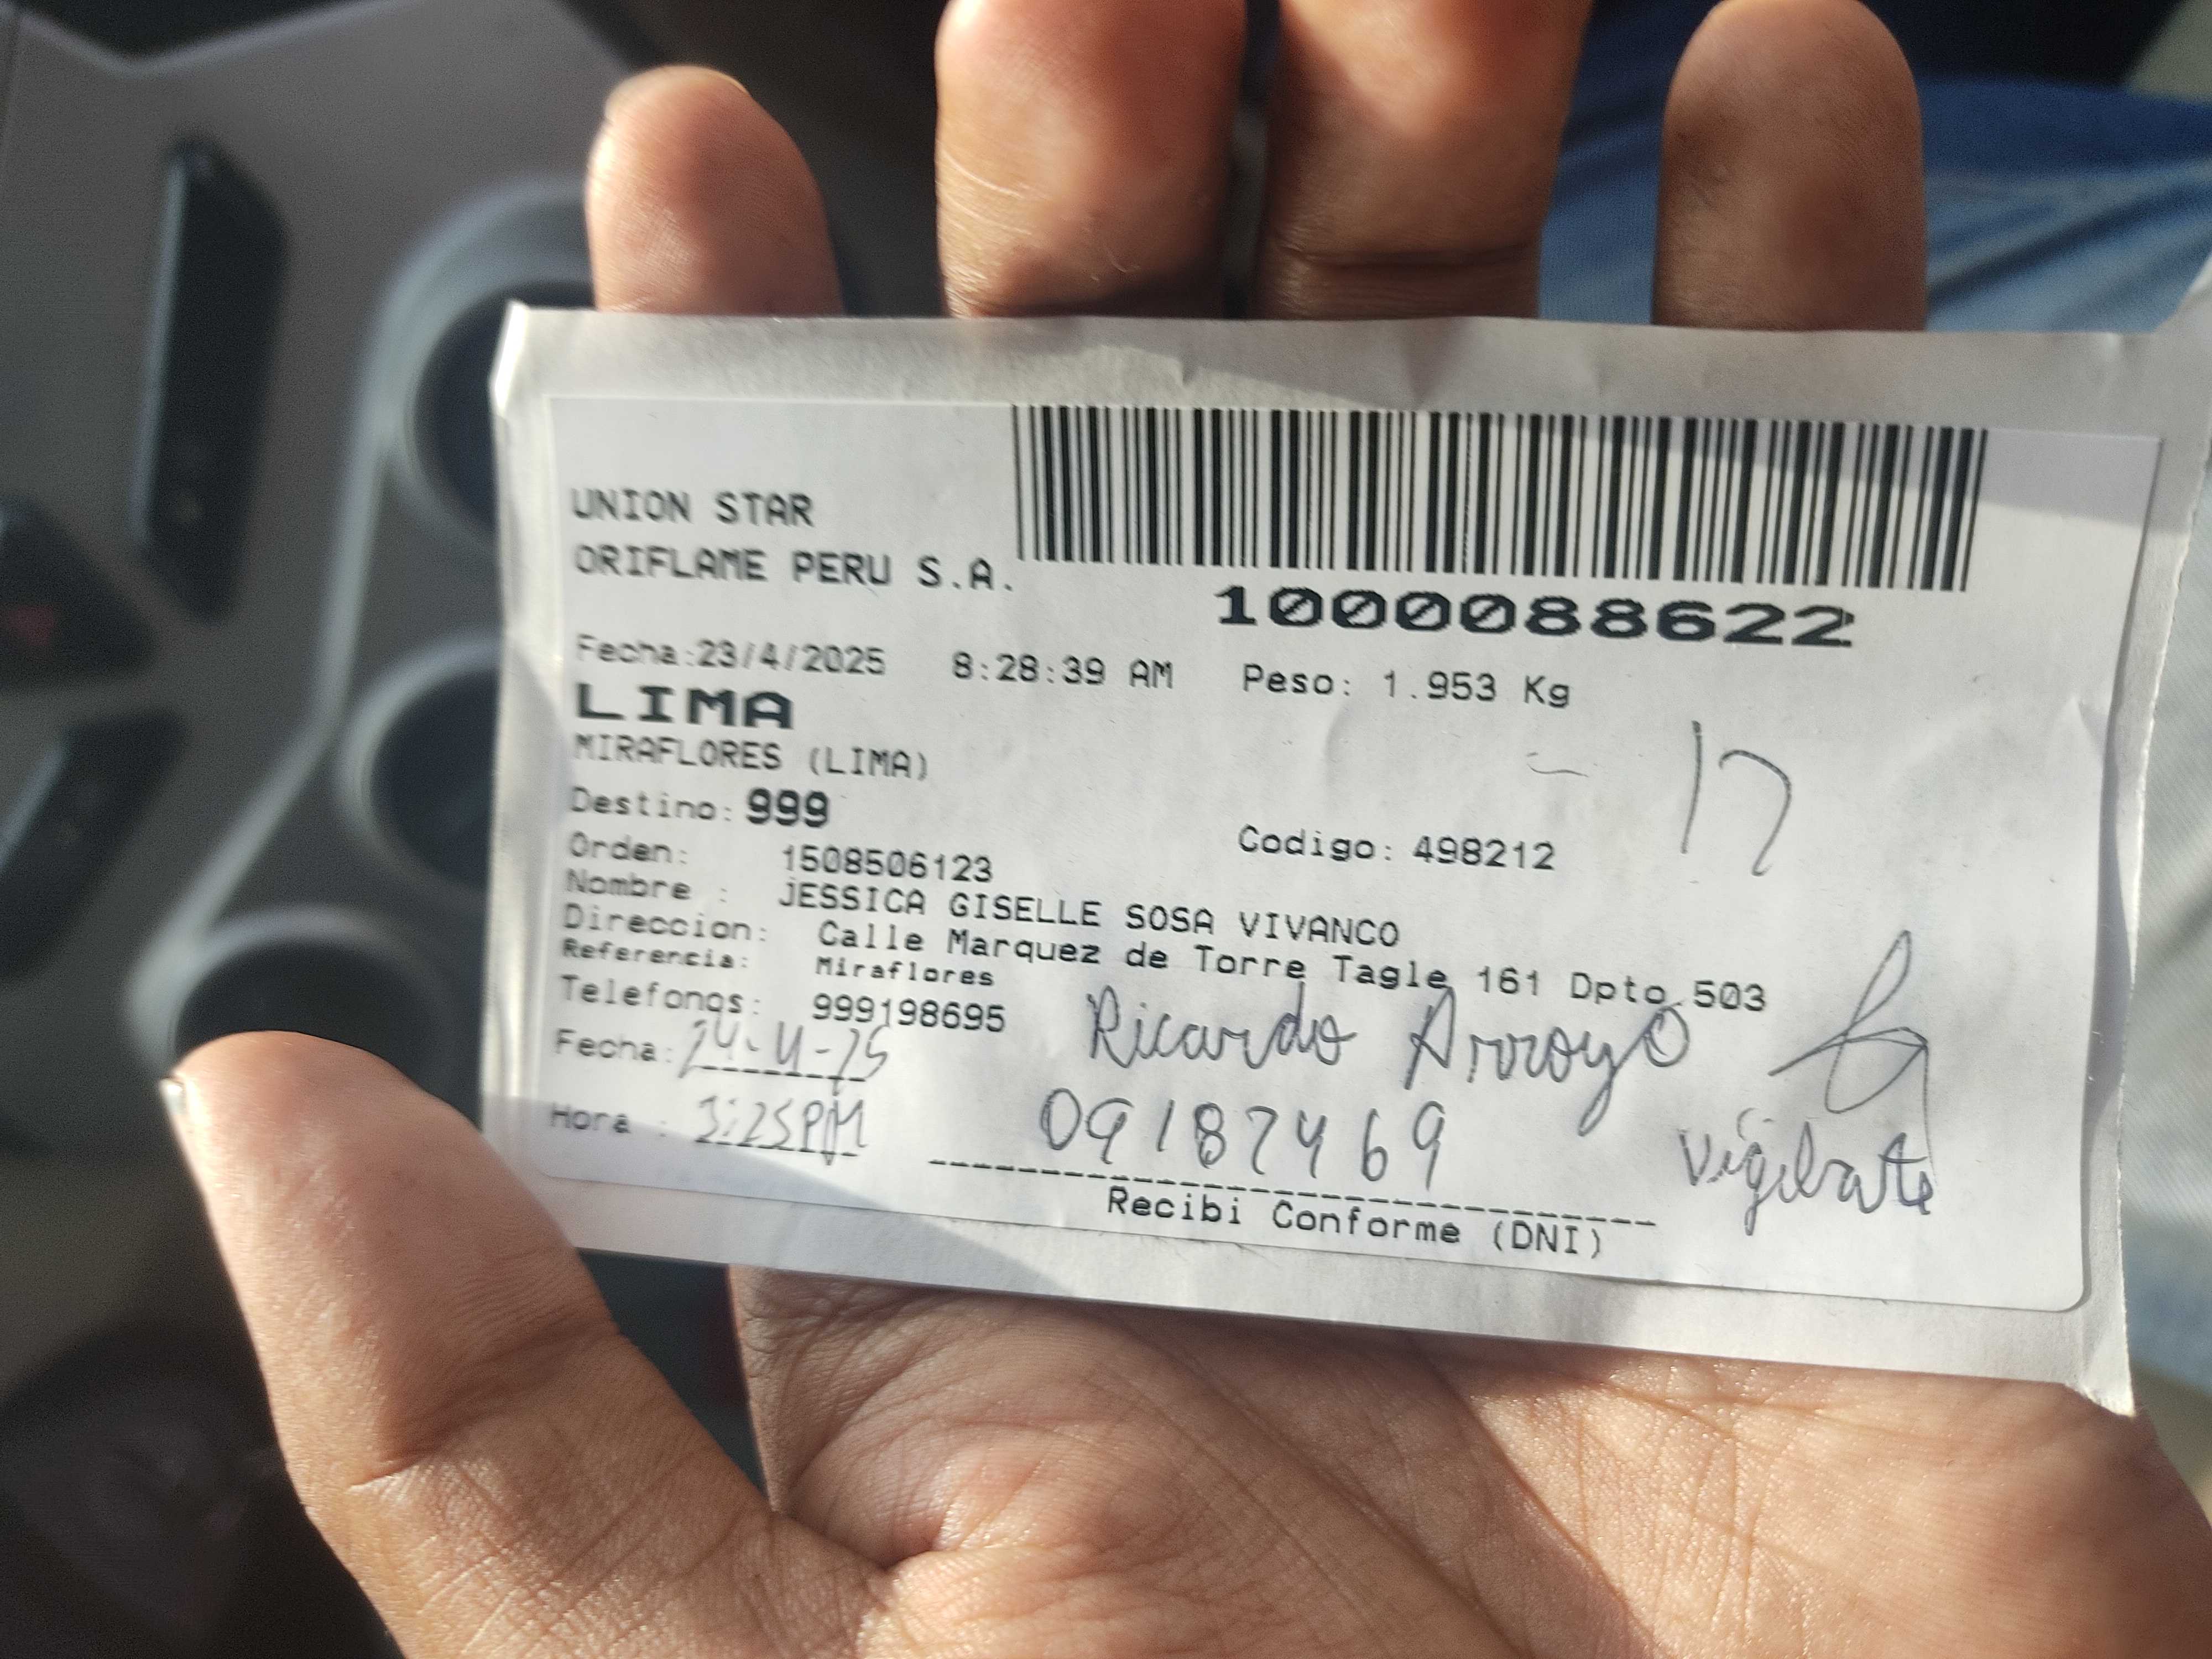 UNION STAR
ORIFLAME PERU S.A.
1000088622
Fecha:23/4/2025 8:28:39 AM Peso: 1.953 Kg
LIMA
MIRAFLORES (LIMA)
17
Destino: 999
Codigo: 498212
Orden: 1508506123
Nombre : jESSICA GISELLE SOSA VIVANCO
Direccion: Calle Marquez de Torre Tagle 161 Dpto 503
Referencia: Miraflores
Telefonos: 999198695
Ricardo Arroyo
Fecha: 24-4-25
Hora : 3:25PM
09187469
Vigilante
Recibi Conforme (DNI)